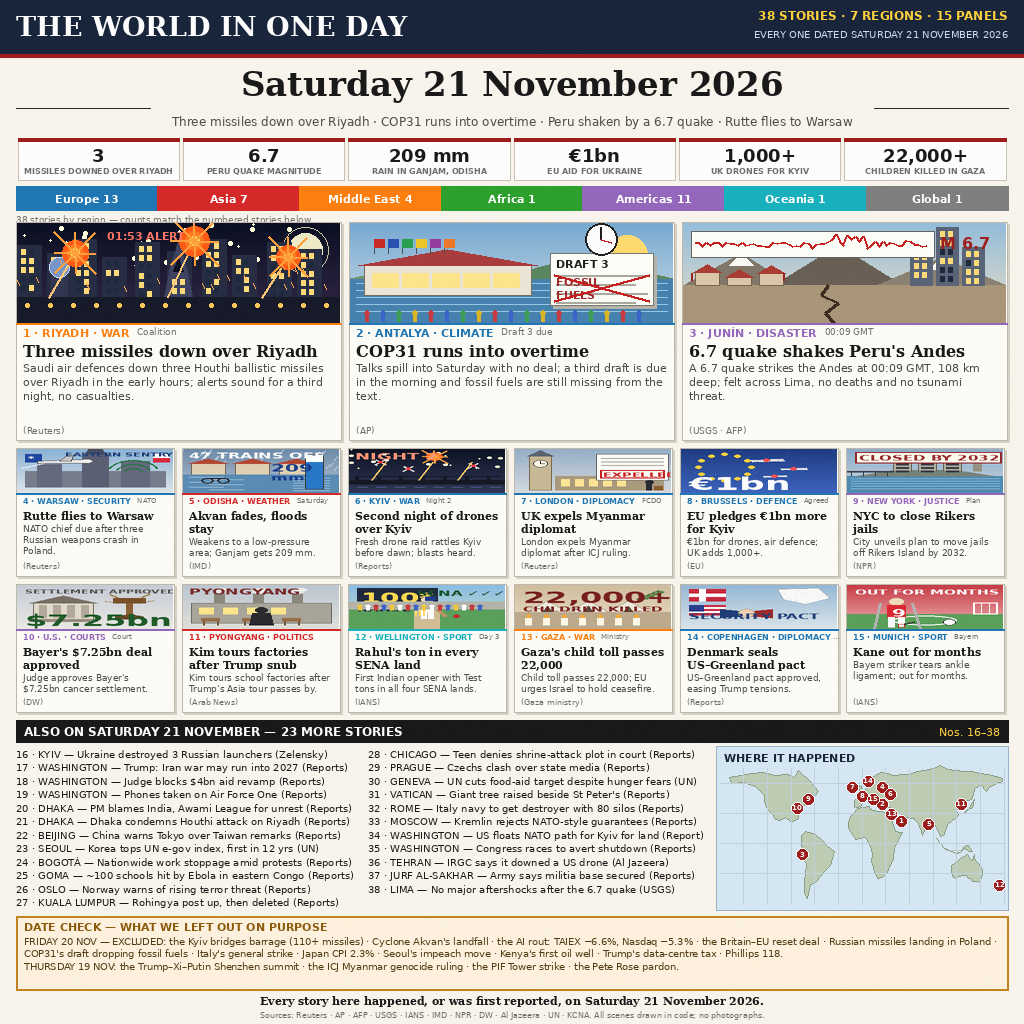 THE WORLD IN ONE DAY
38 STORIES · 7 REGIONS · 15 PANELS
EVERY ONE DATED SATURDAY 21 NOVEMBER 2026
Saturday 21 November 2026
Three missiles down over Riyadh · COP31 runs into overtime · Peru shaken by a 6.7 quake · Rutte flies to Warsaw
3
MISSILES DOWNED OVER RIYADH
6.7
PERU QUAKE MAGNITUDE
209 mm
RAIN IN GANJAM, ODISHA
€1bn
EU AID FOR UKRAINE
1,000+
UK DRONES FOR KYIV
22,000+
CHILDREN KILLED IN GAZA
Europe 13
Asia 7
Middle East 4
Africa 1
Americas 11
Oceania 1
Global 1
38 stories by region — counts match the numbered stories below
01:53 ALERT
1 · RIYADH · WAR Coalition
Three missiles down over Riyadh
Saudi air defences down three Houthi ballistic missiles
over Riyadh in the early hours; alerts sound for a third
night, no casualties.
(Reuters)
DRAFT 3
FOSSIL
FUELS
2 · ANTALYA · CLIMATE Draft 3 due
COP31 runs into overtime
Talks spill into Saturday with no deal; a third draft is due
in the morning and fossil fuels are still missing from the
text.
(AP)
M 6.7
3 · JUNÍN · DISASTER 00:09 GMT
6.7 quake shakes Peru's Andes
A 6.7 quake strikes the Andes at 00:09 GMT, 108 km
deep; felt across Lima, no deaths and no tsunami
threat.
(USGS · AFP)
EASTERN SENTRY
4 · WARSAW · SECURITY NATO
Rutte flies to Warsaw
NATO chief due after three
Russian weapons crash in
Poland.
(Reuters)
47 TRAINS OFF
209
mm
5 · ODISHA · WEATHER Saturday
Akvan fades, floods
stay
Weakens to a low-pressure
area; Ganjam gets 209 mm.
(IMD)
NIGHT
6 · KYIV · WAR Night 2
Second night of drones
over Kyiv
Fresh drone raid rattles Kyiv
before dawn; blasts heard.
(Reports)
EXPELLE
7 · LONDON · DIPLOMACY FCDO
UK expels Myanmar
diplomat
London expels Myanmar
diplomat after ICJ ruling.
(Reuters)
€1bn
8 · BRUSSELS · DEFENCE Agreed
EU pledges €1bn more
for Kyiv
€1bn for drones, air defence;
UK adds 1,000+.
(EU)
CLOSED BY 2032
9 · NEW YORK · JUSTICE Plan
NYC to close Rikers
jails
City unveils plan to move jails
off Rikers Island by 2032.
(NPR)
SETTLEMENT APPROVED
$7.25bn
10 · U.S. · COURTS Court
Bayer's $7.25bn deal
approved
Judge approves Bayer's
$7.25bn cancer settlement.
(DW)
PYONGYANG
11 · PYONGYANG · POLITICS
Kim tours factories
after Trump snub
Kim tours school factories after
Trump's Asia tour passes by.
(Arab News)
100
NA
12 · WELLINGTON · SPORT Day 3
Rahul's ton in every
SENA land
First Indian opener with Test
tons in all four SENA lands.
(IANS)
22,000+
CHILDREN KILLED
13 · GAZA · WAR Ministry
Gaza's child toll passes
22,000
Child toll passes 22,000; EU
urges Israel to hold ceasefire.
(Gaza ministry)
SECURITY PACT
14 · COPENHAGEN · DIPLOMACY ...
Denmark seals
US–Greenland pact
US–Greenland pact approved,
easing Trump tensions.
(Reports)
OUT FOR MONTHS
9
15 · MUNICH · SPORT Bayern
Kane out for months
Bayern striker tears ankle
ligament; out for months.
(IANS)
ALSO ON SATURDAY 21 NOVEMBER — 23 MORE STORIES
Nos. 16–38
16 · KYIV — Ukraine destroyed 3 Russian launchers (Zelensky)
17 · WASHINGTON — Trump: Iran war may run into 2027 (Reports)
18 · WASHINGTON — Judge blocks $4bn aid revamp (Reports)
19 · WASHINGTON — Phones taken on Air Force One (Reports)
20 · DHAKA — PM blames India, Awami League for unrest (Reports)
21 · DHAKA — Dhaka condemns Houthi attack on Riyadh (Reports)
22 · BEIJING — China warns Tokyo over Taiwan remarks (Reports)
23 · SEOUL — Korea tops UN e-gov index, first in 12 yrs (UN)
24 · BOGOTÁ — Nationwide work stoppage amid protests (Reports)
25 · GOMA — ~100 schools hit by Ebola in eastern Congo (Reports)
26 · OSLO — Norway warns of rising terror threat (Reports)
27 · KUALA LUMPUR — Rohingya post up, then deleted (Reports)
28 · CHICAGO — Teen denies shrine-attack plot in court (Reports)
29 · PRAGUE — Czechs clash over state media (Reports)
30 · GENEVA — UN cuts food-aid target despite hunger fears (UN)
31 · VATICAN — Giant tree raised beside St Peter's (Reports)
32 · ROME — Italy navy to get destroyer with 80 silos (Reports)
33 · MOSCOW — Kremlin rejects NATO-style guarantees (Reports)
34 · WASHINGTON — US floats NATO path for Kyiv for land (Report)
35 · WASHINGTON — Congress races to avert shutdown (Reports)
36 · TEHRAN — IRGC says it downed a US drone (Al Jazeera)
37 · JURF AL-SAKHAR — Army says militia base secured (Reports)
38 · LIMA — No major aftershocks after the 6.7 quake (USGS)
WHERE IT HAPPENED
14
7
4
9
8
15
6
10
2
11
13
1
5
3
12
DATE CHECK — WHAT WE LEFT OUT ON PURPOSE
FRIDAY 20 NOV — EXCLUDED: the Kyiv bridges barrage (110+ missiles) · Cyclone Akvan's landfall · the AI rout: TAIEX −6.6%, Nasdaq −5.3% · the Britain–EU reset deal · Russian missiles landing in Poland ·
COP31's draft dropping fossil fuels · Italy's general strike · Japan CPI 2.3% · Seoul's impeach move · Kenya's first oil well · Trump's data-centre tax · Phillips 118.
THURSDAY 19 NOV: the Trump–Xi–Putin Shenzhen summit · the ICJ Myanmar genocide ruling · the PIF Tower strike · the Pete Rose pardon.
Every story here happened, or was first reported, on Saturday 21 November 2026.
Sources: Reuters · AP · AFP · USGS · IANS · IMD · NPR · DW · Al Jazeera · UN · KCNA. All scenes drawn in code; no photographs.